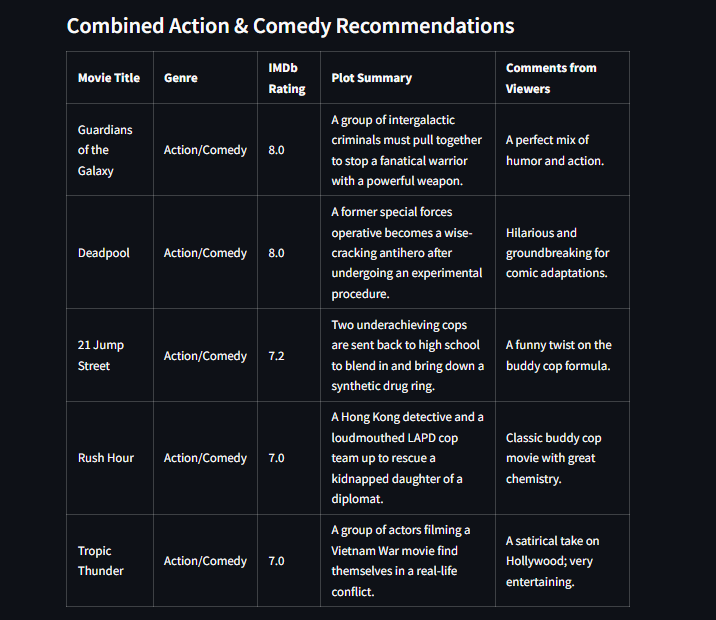 Combined Action & Comedy Recommendations
Movie Title
Genre
IMDb
Rating
Plot Summary
Comments from
Viewers
Guardians
of the
Galaxy
Action/Comedy
8.0
A group of intergalactic
criminals must pull together
to stop a fanatical warrior
with a powerful weapon.
A perfect mix of
humor and action.
Deadpool
Action/Comedy
8.0
A former special forces
operative becomes a wise-
cracking antihero after
undergoing an experimental
procedure.
Hilarious and
groundbreaking for
comic adaptations.
21 Jump
Street
Action/Comedy
7.2
Two underachieving cops
are sent back to high school
to blend in and bring down a
synthetic drug ring.
A funny twist on the
buddy cop formula.
Rush Hour
Action/Comedy
7.0
A Hong Kong detective and a
loudmouthed LAPD cop
team up to rescue a
kidnapped daughter of a
diplomat.
Classic buddy cop
movie with great
chemistry.
Tropic
Thunder
Action/Comedy
7.0
A group of actors filming a
Vietnam War movie find
themselves in a real-life
conflict.
A satirical take on
Hollywood; very
entertaining.